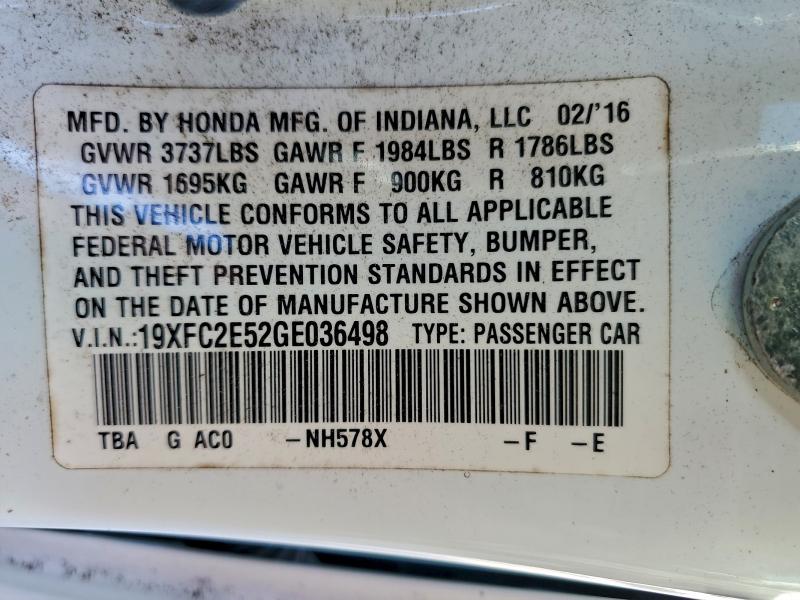 MFD. BY HONDA MFG. OF INDIANA, LLC 02/'16
GVWR 3737LBS GAWR F 1984LBS R 1786LBS
GVWR 1695KG GAWR F 900KG R 810KG
THIS VEHICLE CONFORMS TO ALL APPLICABLE
FEDERAL MOTOR VEHICLE SAFETY, BUMPER,
AND THEFT PREVENTION STANDARDS IN EFFECT
ON THE DATE OF MANUFACTURE SHOWN ABOVE.
V.I.N.:19XFC2E52GE036498 TYPE: PASSENGER CAR
TBA G AC0 -NH578X -F -E